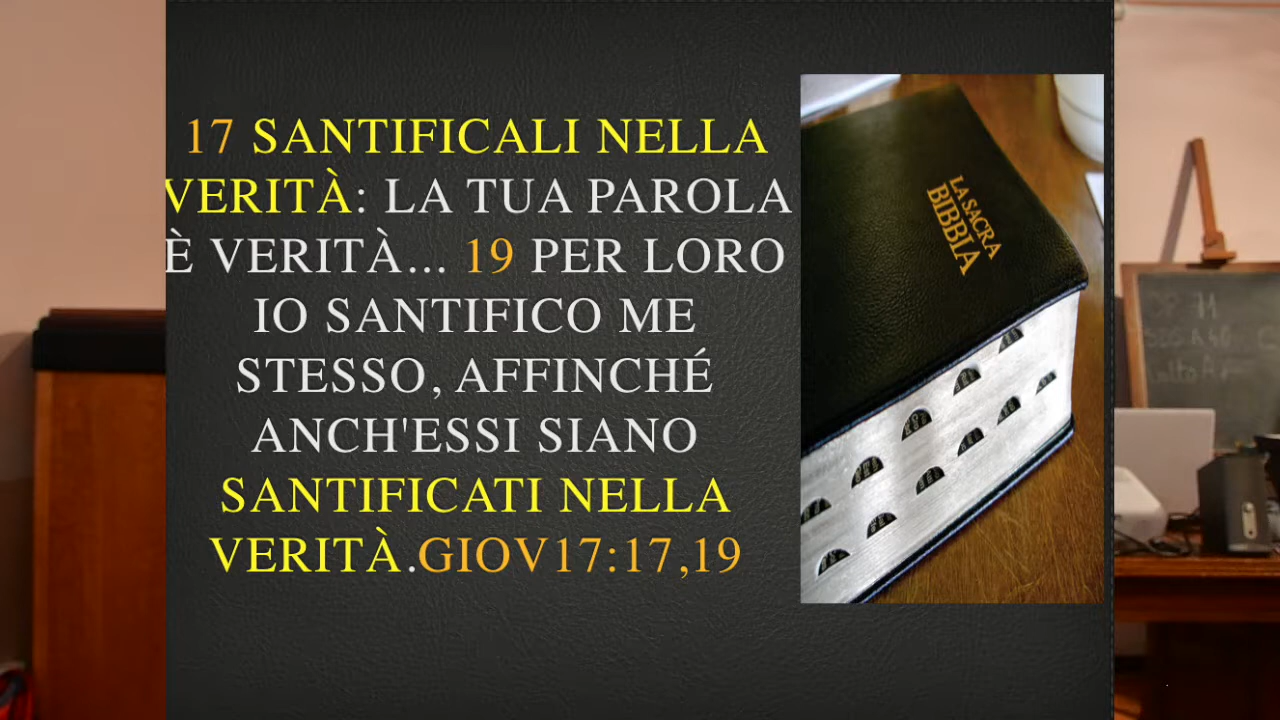 17 SANTIFICALI NELLA
VERITÀ: LA TUA PAROLA
È VERITÀ... 19 PER LORO
IO SANTIFICO ME
STESSO, AFFINCHÉ
ANCH'ESSI SIANO
SANTIFICATI NELLA
VERITÀ.GIOV17:17,19
LA SACRA
BIBBIA